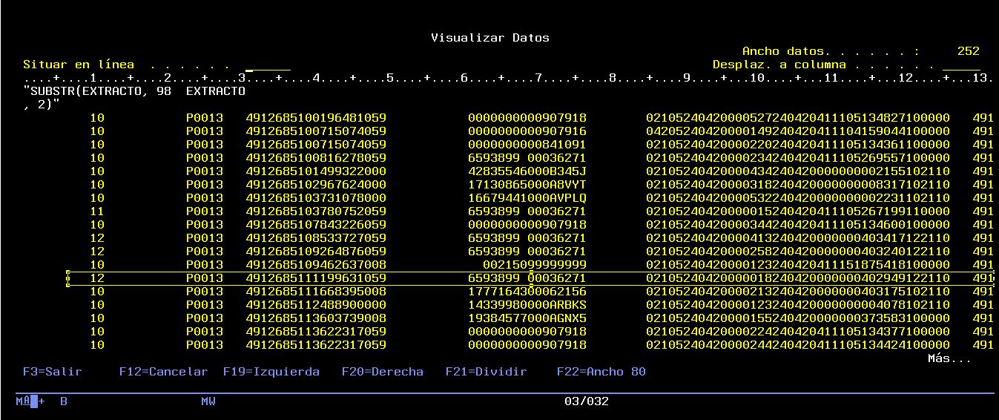 Visualizar Datos
Ancho datos. . . . . . : 252
Situar en línea . . . . . . Desplaz. a columna . . . . . .
....+....1....+....2....+....3....+....4....+....5....+....6....+....7....+....8....+....9....+...10....+...11....+...12....+...13.
"SUBSTR(EXTRACTO, 98 EXTRACTO
, 2)"
10 P0013 4912685100196481059 0000000000907918 02105240420000527240420411105134827100000 491
10 P0013 4912685100715074059 0000000000907916 04205240420000149240420411104159044100000 491
10 P0013 4912685100715074059 0000000000841091 02105240420000220240420411105134361100000 491
10 P0013 4912685100816278059 6593899 00036271 02105240420000234240420411105269557100000 491
10 P0013 4912685101499322000 42835546000B345J 02105240420000434240420000000002155102110 491
10 P0013 4912685102967624000 17130865000A8VYT 02105240420000318240420000000008317102110 491
10 P0013 4912685103731078000 16679441000AVPLQ 02105240420000532240420000000002231102110 491
11 P0013 4912685103780752059 6593899 00036271 02105240420000015240420411105267199110000 491
10 P0013 4912685107843226059 0000000000907918 02105240420000344240420411105134600100000 491
12 P0013 4912685108533727059 6593899 00036271 02105240420000413240420000000403417122110 491
12 P0013 4912685109264876059 6593899 00036271 02105240420000258240420000000403240122110 491
10 P0013 4912685109462637008 00215099999999 02105240420000123240420411151875418100000 491
12 P0013 4912685111199631059 6593899 00036271 02105240420000018240420000000402949122110 491
10 P0013 4912685111668395008 1777164300062156 02105240420000213240420000000403175102110 491
10 P0013 4912685112488900000 14339980000ARBKS 02105240420000123240420000000004078102110 491
10 P0013 4912685113603739008 19384577000AGNX5 02105240420000155240420000000373583100000 491
10 P0013 4912685113622317059 0000000000907918 02105240420000224240420411105134377100000 491
10 P0013 4912685113622317059 0000000000907918 02105240420000244240420411105134424100000 491
Más...
F3=Salir F12=Cancelar F19=Izquierda F20=Derecha F21=Dividir F22=Ancho 80
MA + B MW 03/032